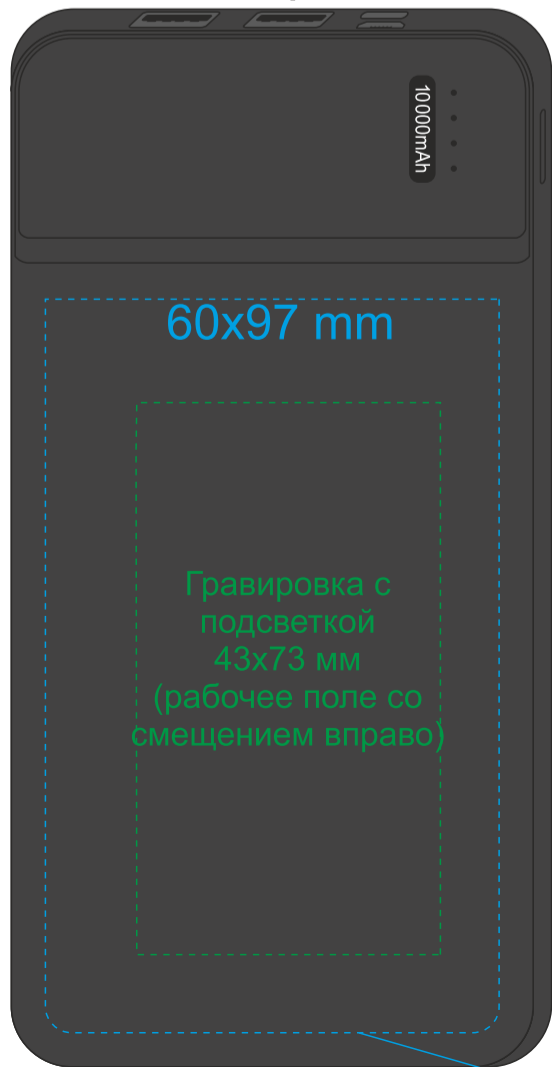 10000mAh
60x97 mm
Гравировка с
подсветкой
43x73 мм
(рабочее поле со
смещением вправо)